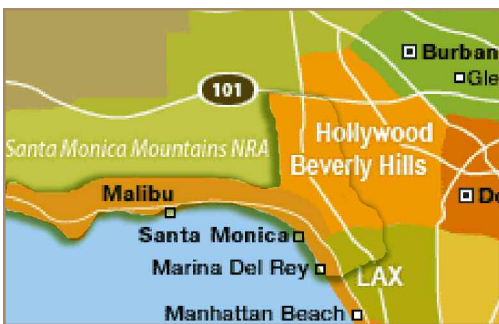 Burban
Gle
101
Hollywood
Santa Monica Mountains NRA
Beverly Hills
Malibu
Do
Santa Monica
Marina Del Rey
LAX
Manhattan Beach